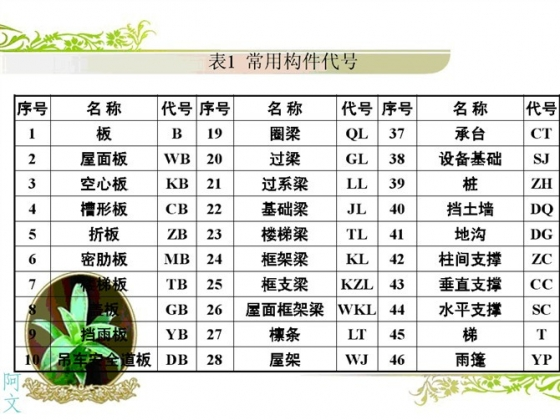 表1 常用构件代号
序号 名 称 代号 序号 名 称 代号 序号 名 称 代号
1 板 B 19 圈梁 QL 37 承台 CT
2 屋面板 WB 20 过梁 GL 38 设备基础 SJ
3 空心板 KB 21 过系梁 LL 39 桩 ZH
4 槽形板 CB 22 基础梁 JL 40 挡土墙 DQ
5 折板 ZB 23 楼梯梁 TL 41 地沟 DG
6 密肋板 MB 24 框架梁 KL 42 柱间支撑 ZC
7 梯板 TB 25 框支梁 KZL 43 垂直支撑 CC
8 板 GB 26 屋面框架梁 WKL 44 水平支撑 SC
9 挡雨板 YB 27 檩条 LT 45 梯 T
10 吊车安全道板 DB 28 屋架 WJ 46 雨篷 YP
阿文